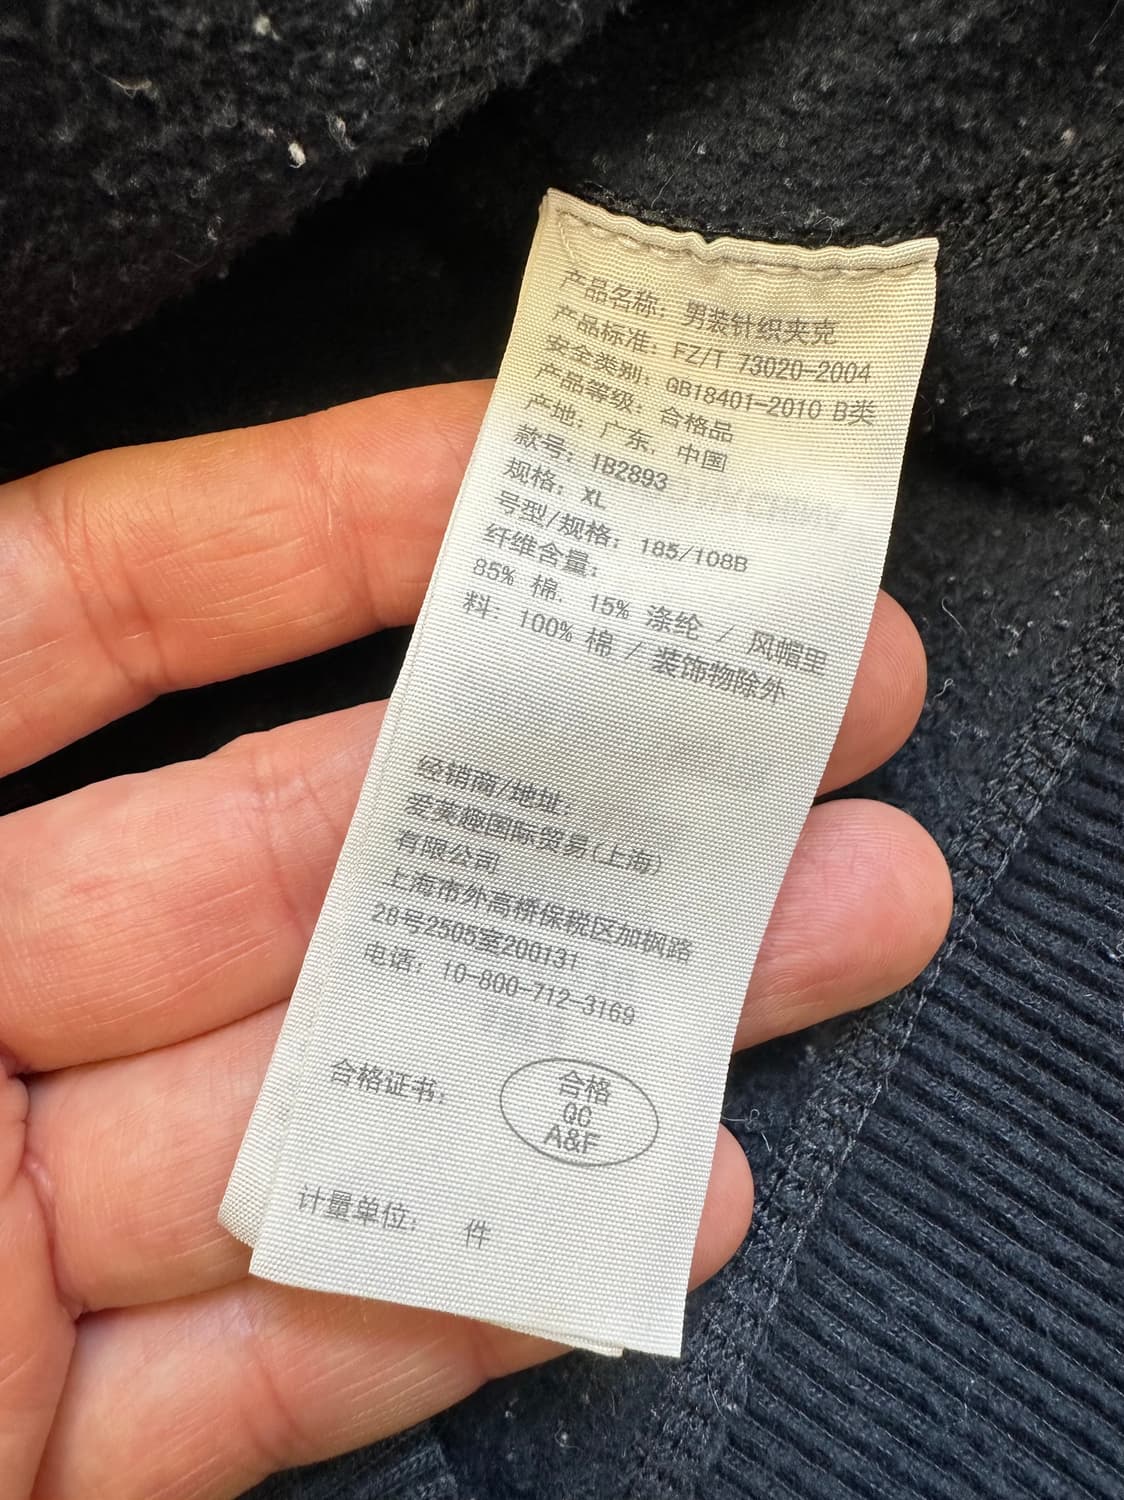 产品名称: 男装针织夹克
产品标准: FZ/T 73020-2004
安全类别: GB18401-2010 B类
产品等级: 合格品
产地: 广东, 中国
款号: 1B2893
规格: XL
号型/规格: 185/108B
纤维含量:
85% 棉, 15% 涤纶 / 风帽里
料: 100% 棉 / 装饰物除外
经销商/地址:
爱芙趣国际贸易(上海)
有限公司
上海市外高桥保税区加枫路
28号2505室200131
电话: 10-800-712-3169
合格证书:
合格
QC
A&F
计量单位: 件